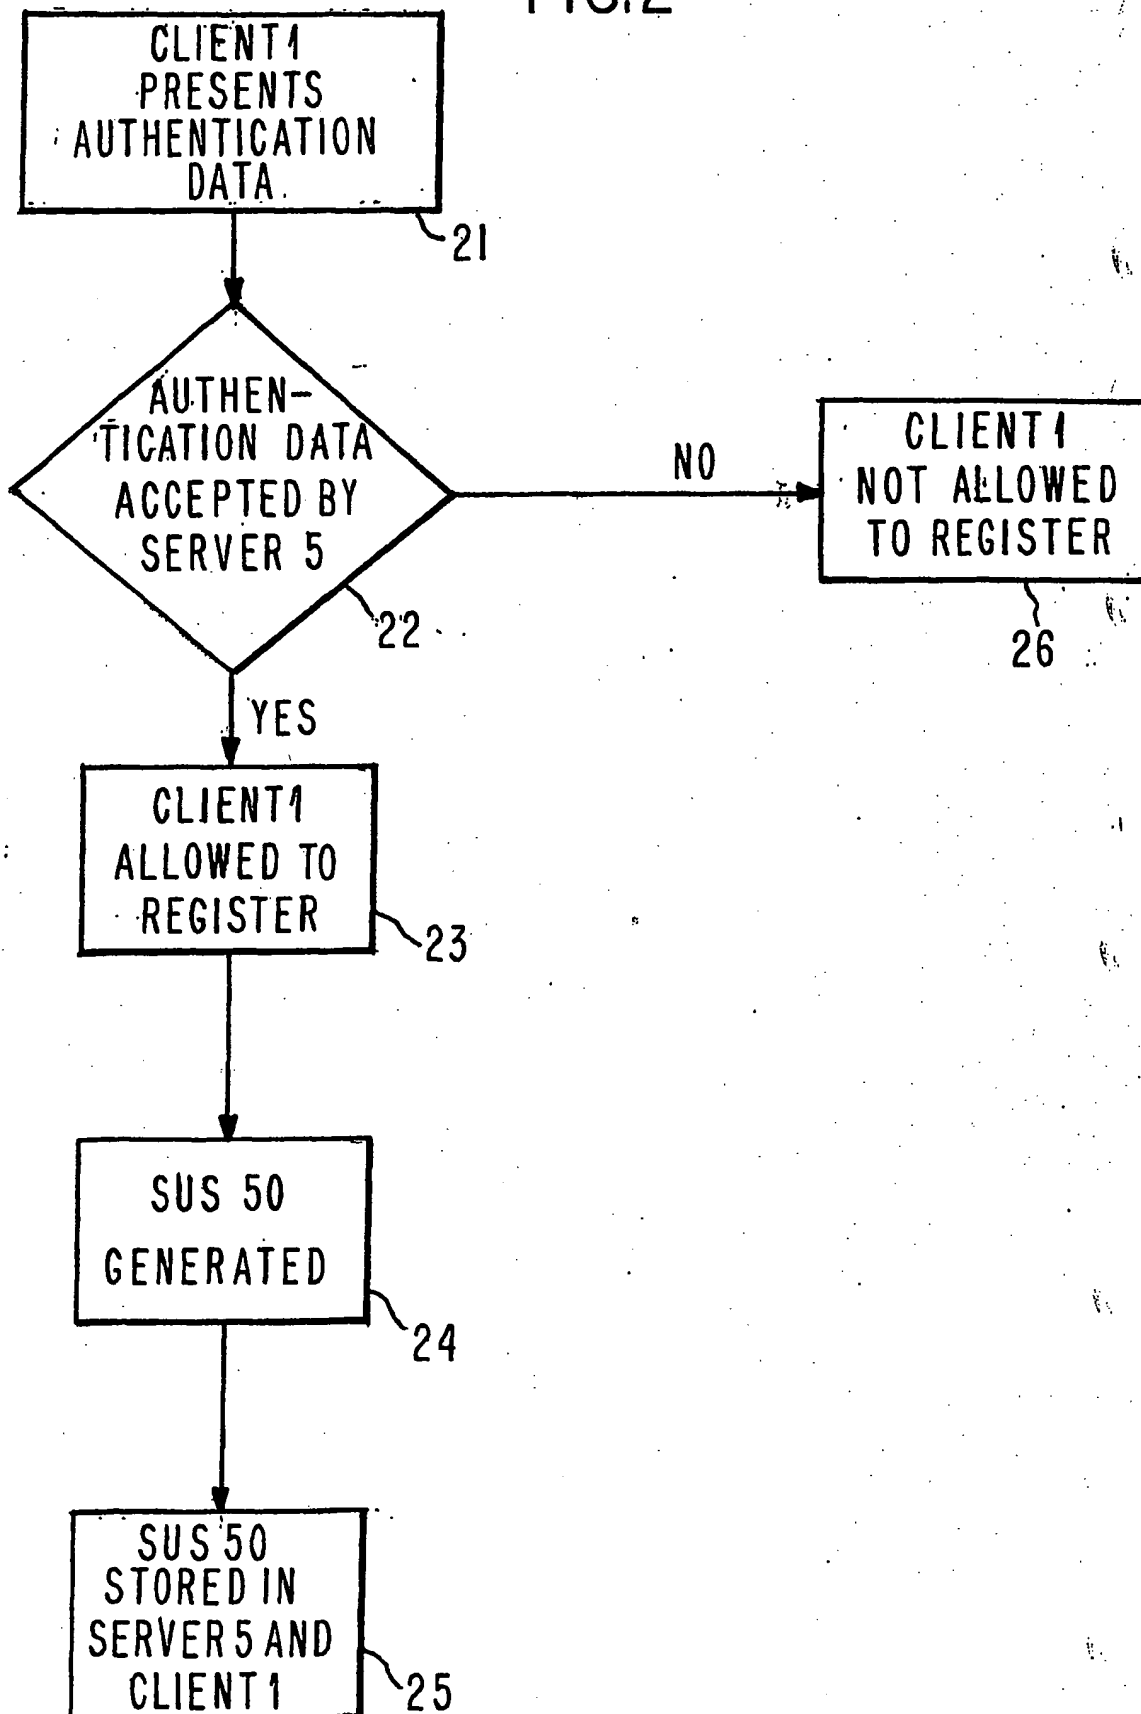 FIG. 2
CLIENT 1
PRESENTS
AUTHENTICATION
DATA
21
AUTHEN-
TICATION DATA
ACCEPTED BY
SERVER 5
22
NO
CLIENT 1
NOT ALLOWED
TO REGISTER
26
YES
CLIENT 1
ALLOWED TO
REGISTER
23
SUS 50
GENERATED
24
SUS 50
STORED IN
SERVER 5 AND
CLIENT 1
25